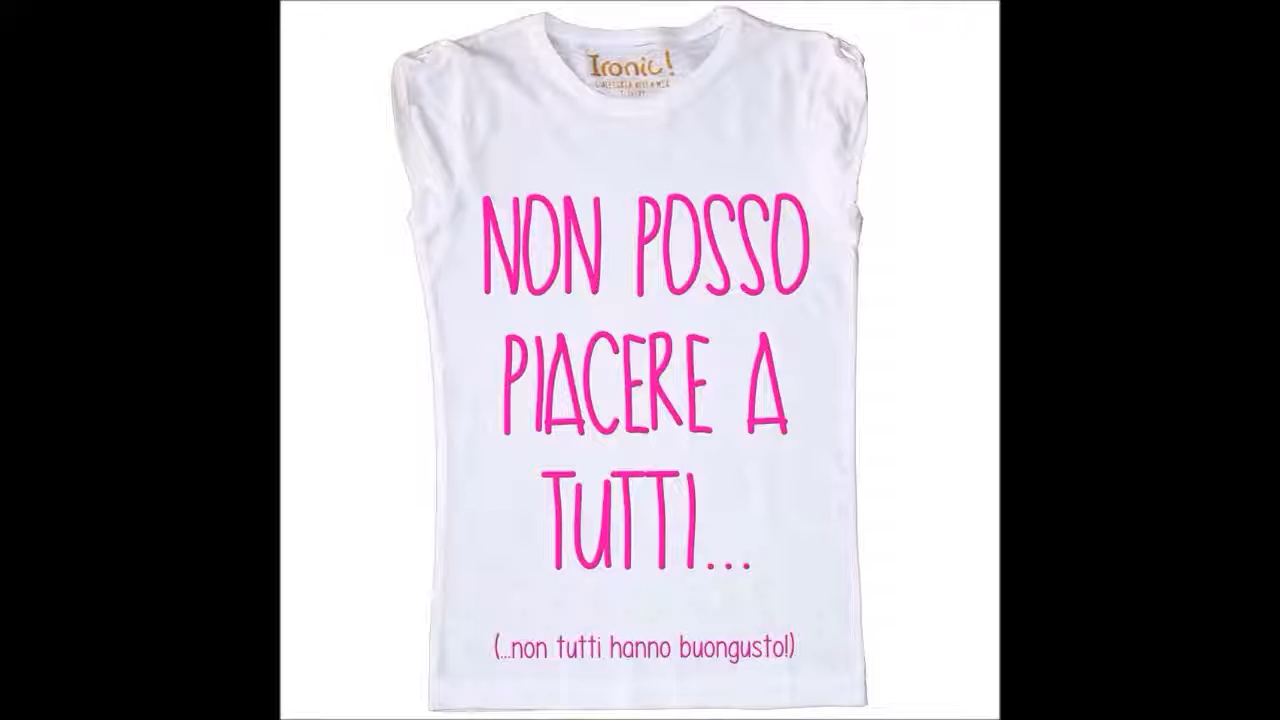 Ironic!
NON POSSO
PIACERE A
TUTTI...
(...non tutti hanno buongusto!)